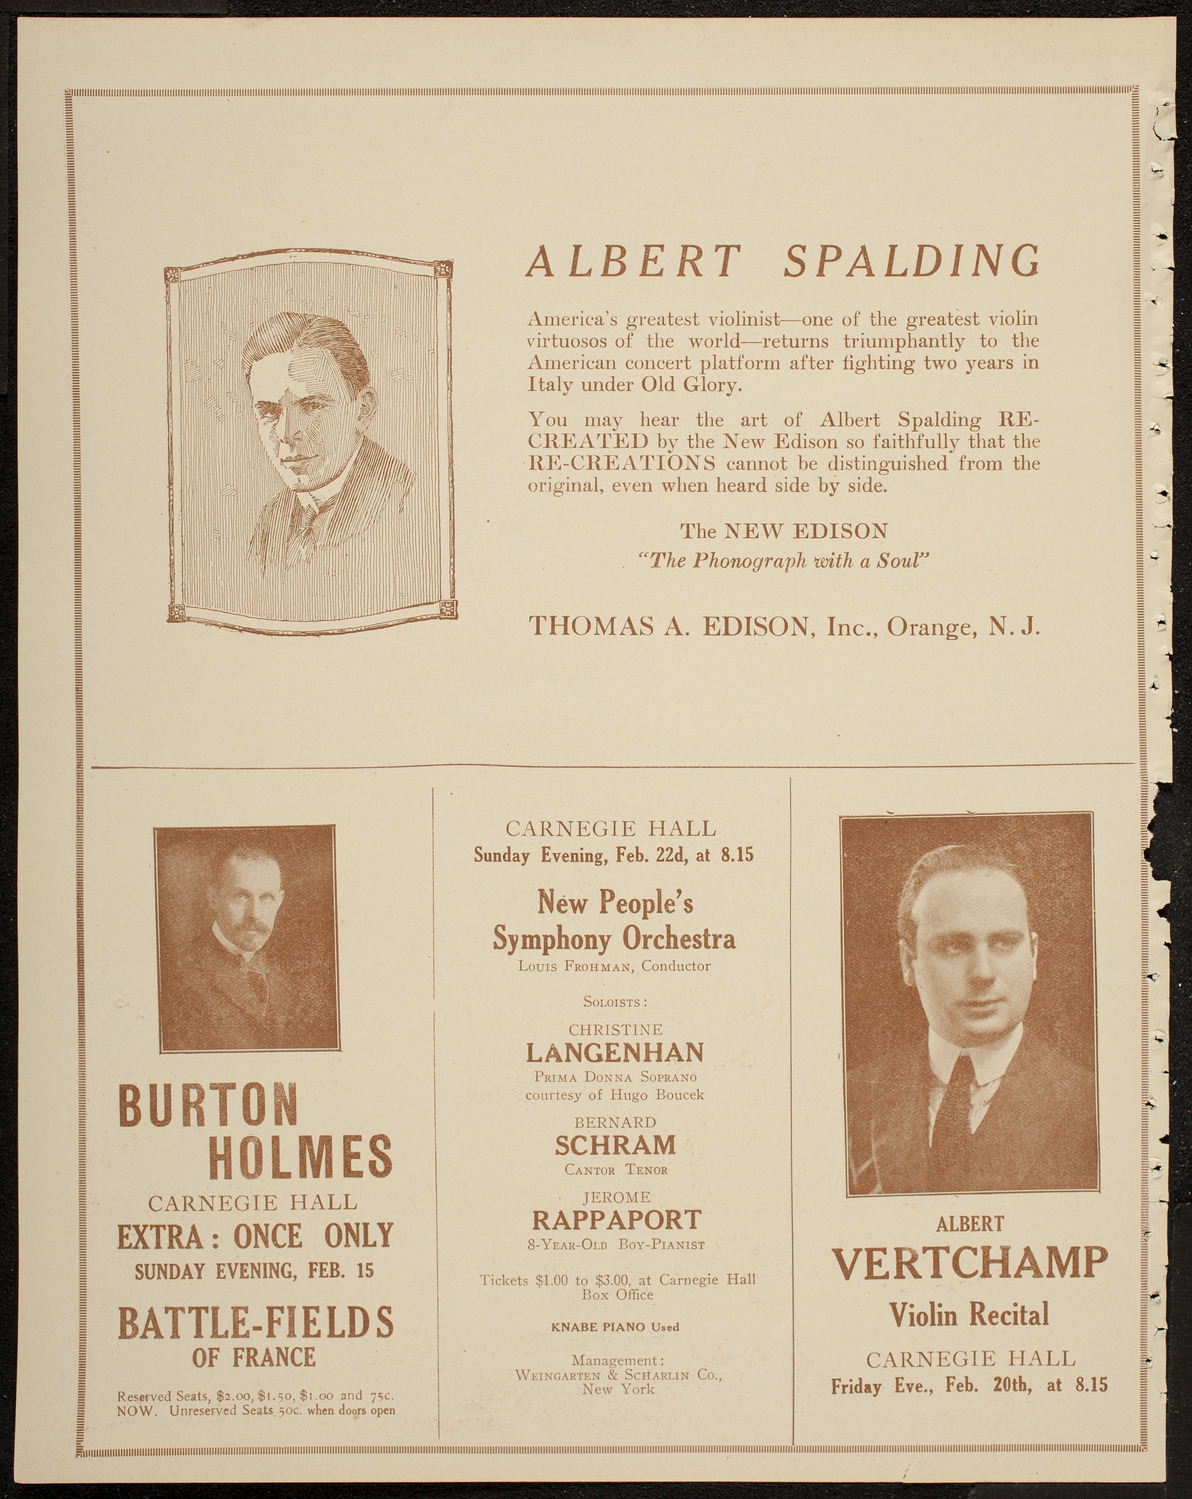 ALBERT SPALDING
America's greatest violinist—one of the greatest violin
virtuosos of the world—returns triumphantly to the
American concert platform after fighting two years in
Italy under Old Glory.
You may hear the art of Albert Spalding RE-
CREATED by the New Edison so faithfully that the
RE-CREATIONS cannot be distinguished from the
original, even when heard side by side.
The NEW EDISON
"The Phonograph with a Soul"
THOMAS A. EDISON, Inc., Orange, N. J.
BURTON
HOLMES
CARNEGIE HALL
EXTRA: ONCE ONLY
SUNDAY EVENING, FEB. 15
BATTLE-FIELDS
OF FRANCE
Reserved Seats, $2.00, $1.50, $1.00 and 75c.
NOW. Unreserved Seats 50c. when doors open
CARNEGIE HALL
Sunday Evening, Feb. 22d, at 8.15
New People's
Symphony Orchestra
LOUIS FROHMAN, Conductor
SOLOISTS:
CHRISTINE
LANGENHAN
PRIMA DONNA SOPRANO
courtesy of Hugo Boucek
BERNARD
SCHRAM
CANTOR TENOR
JEROME
RAPPAPORT
8-YEAR-OLD BOY-PIANIST
Tickets $1.00 to $3.00, at Carnegie Hall
Box Office
KNABE PIANO Used
Management:
WEINGARTEN & SCHARLIN CO.,
New York
ALBERT
VERTCHAMP
Violin Recital
CARNEGIE HALL
Friday Eve., Feb. 20th, at 8.15